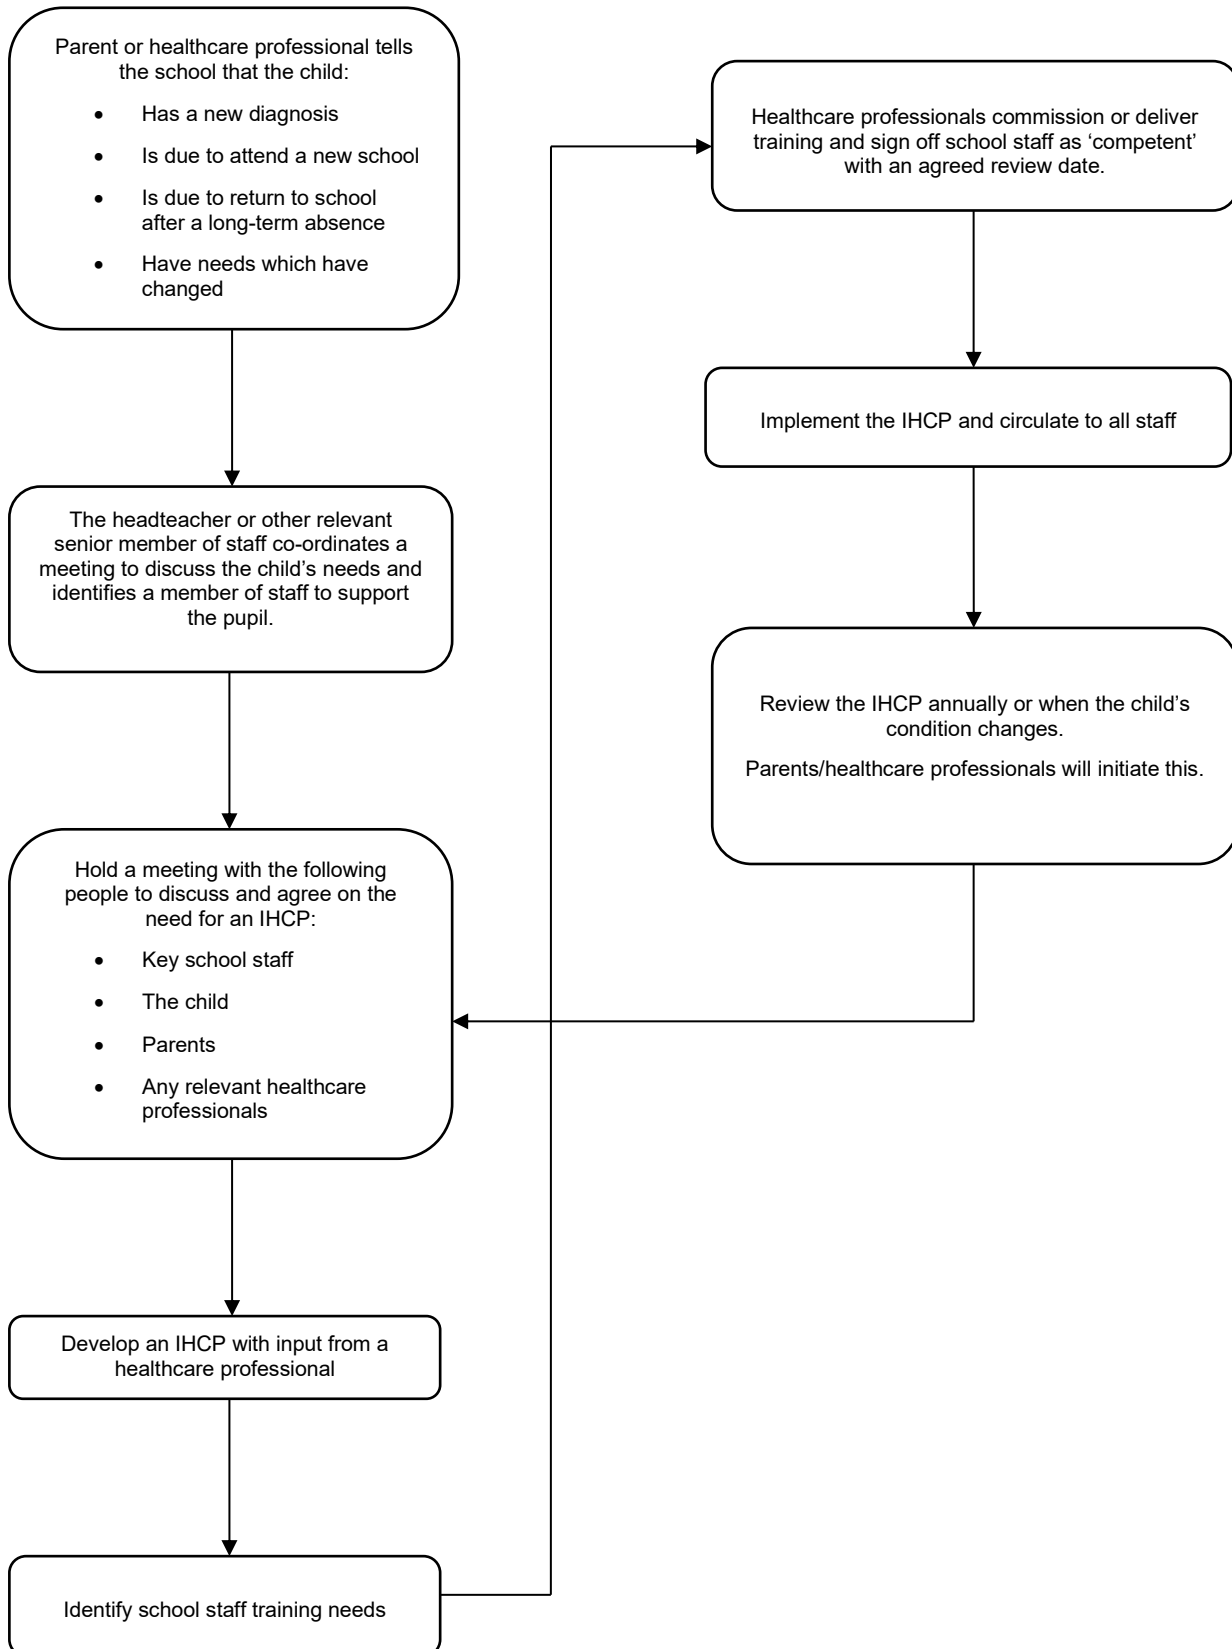 Parent or healthcare professional tells
the school that the child:
• Has a new diagnosis
• Is due to attend a new school
• Is due to return to school
after a long-term absence
• Have needs which have
changed
The headteacher or other relevant
senior member of staff co-ordinates a
meeting to discuss the child’s needs and
identifies a member of staff to support
the pupil.
Hold a meeting with the following
people to discuss and agree on the
need for an IHCP:
• Key school staff
• The child
• Parents
• Any relevant healthcare
professionals
Develop an IHCP with input from a
healthcare professional
Identify school staff training needs
Healthcare professionals commission or deliver
training and sign off school staff as ‘competent’
with an agreed review date.
Implement the IHCP and circulate to all staff
Review the IHCP annually or when the child’s
condition changes.
Parents/healthcare professionals will initiate this.